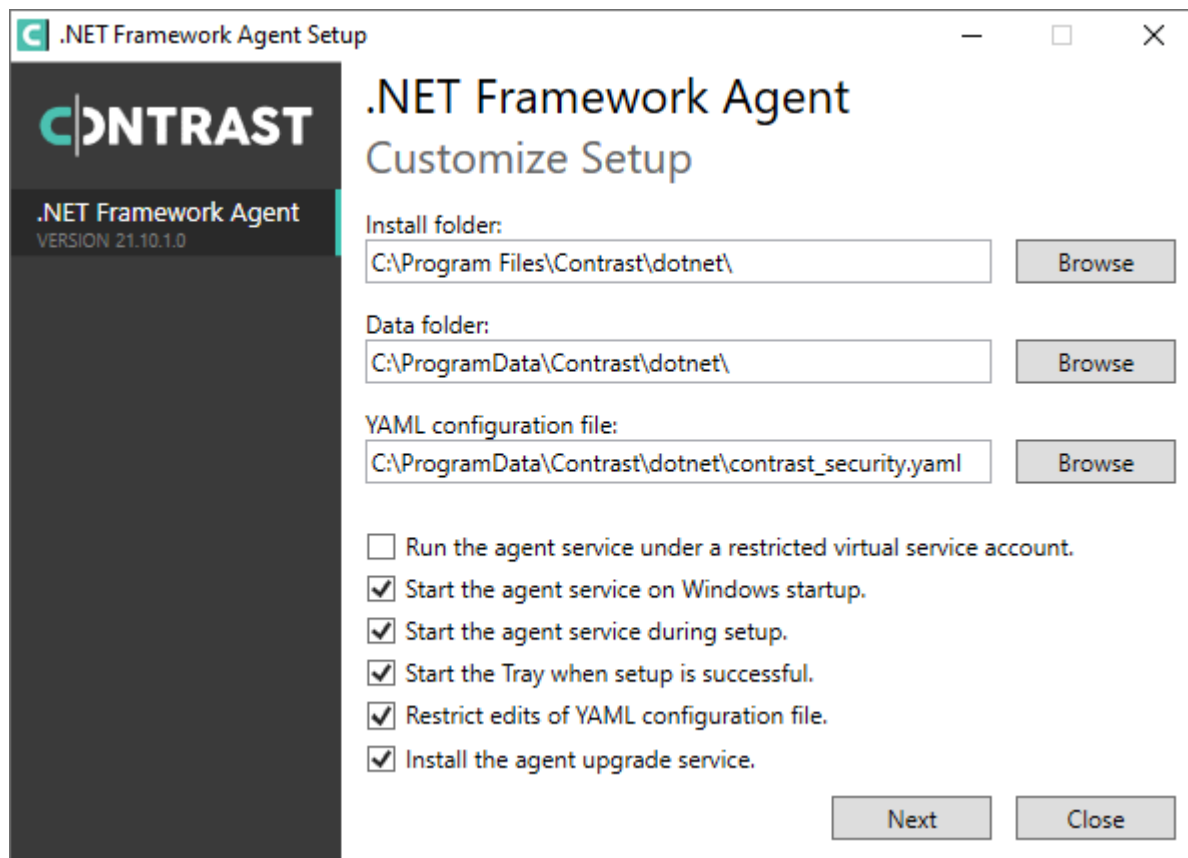 .NET Framework Agent Setup
CONTRAST
.NET Framework Agent
VERSION 21.10.1.0
.NET Framework Agent
Customize Setup
Install folder:
C:\Program Files\Contrast\dotnet\
Browse
Data folder:
C:\ProgramData\Contrast\dotnet\
Browse
YAML configuration file:
C:\ProgramData\Contrast\dotnet\contrast_security.yaml
Browse
Run the agent service under a restricted virtual service account.
Start the agent service on Windows startup.
Start the agent service during setup.
Start the Tray when setup is successful.
Restrict edits of YAML configuration file.
Install the agent upgrade service.
Next
Close